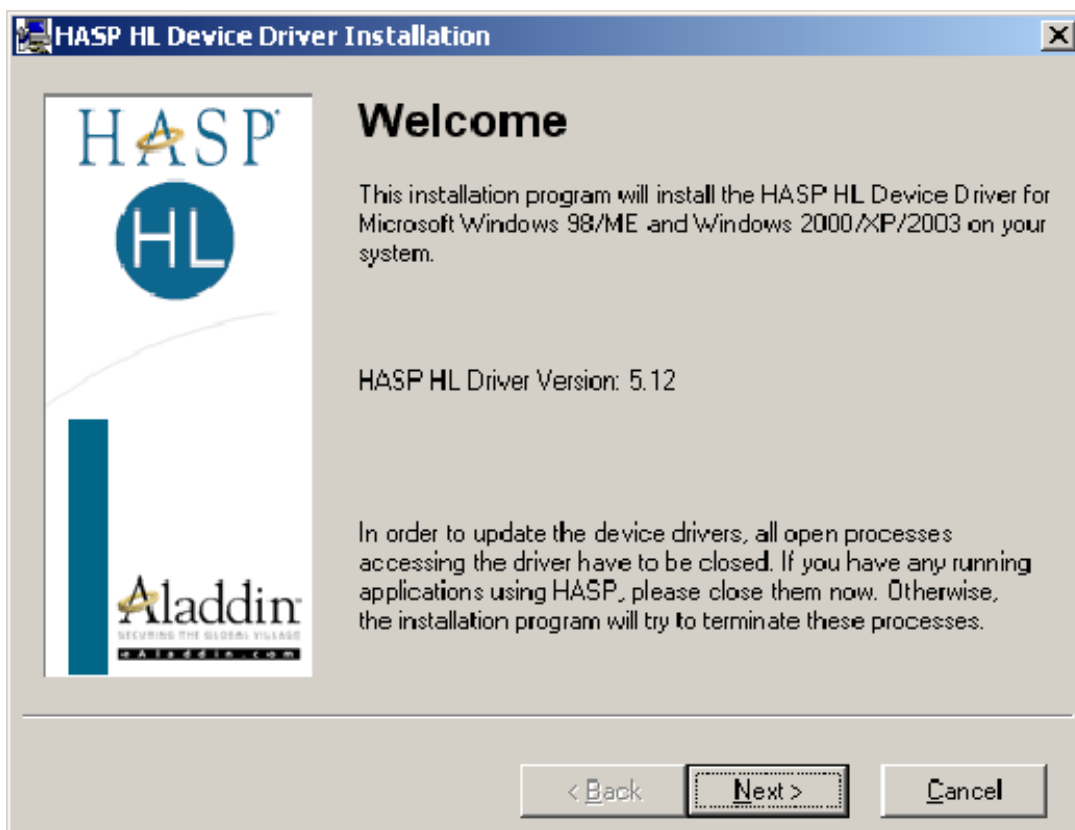 HASP HL Device Driver Installation
HASP
HL
Welcome
This installation program will install the HASP HL Device Driver for
Microsoft Windows 98/ME and Windows 2000/XP/2003 on your
system.
HASP HL Driver Version: 5.12
In order to update the device drivers, all open processes
accessing the driver have to be closed. If you have any running
applications using HASP, please close them now. Otherwise,
the installation program will try to terminate these processes.
Aladdin
SECURING THE GLOBAL VILLAGE
eAladdin.com
< Back
Next >
Cancel